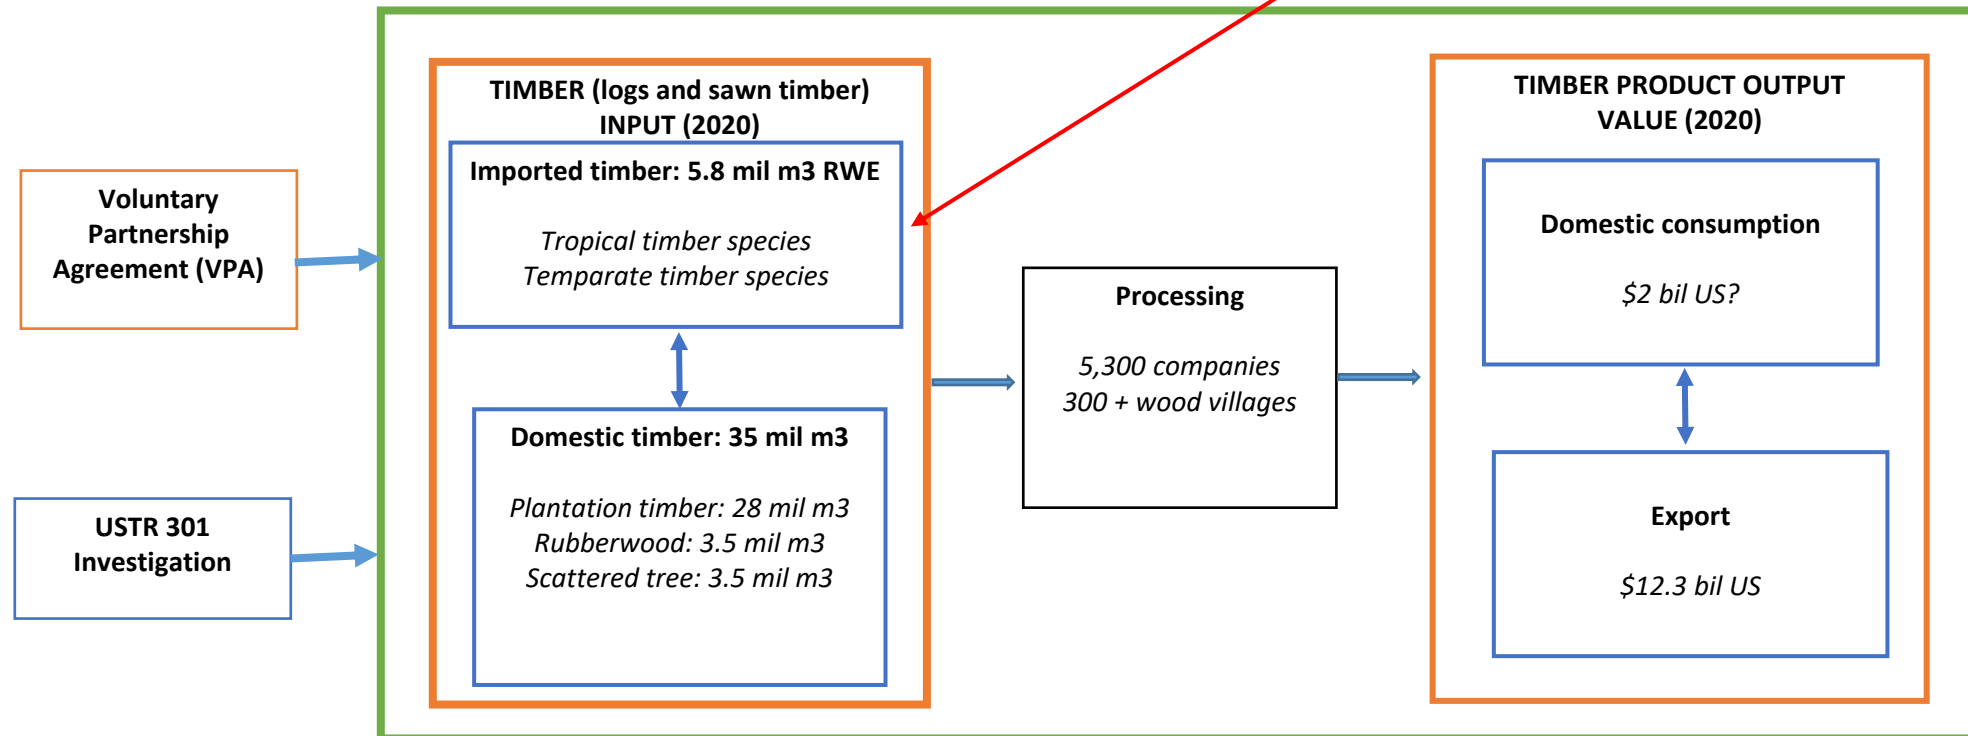 Voluntary
Partnership
Agreement (VPA)
USTR 301
Investigation
TIMBER (logs and sawn timber)
INPUT (2020)
Imported timber: 5.8 mil m3 RWE
Tropical timber species
Temparate timber species
Domestic timber: 35 mil m3
Plantation timber: 28 mil m3
Rubberwood: 3.5 mil m3
Scattered tree: 3.5 mil m3
Processing
5,300 companies
300 + wood villages
TIMBER PRODUCT OUTPUT
VALUE (2020)
Domestic consumption
$2 bil US?
Export
$12.3 bil US